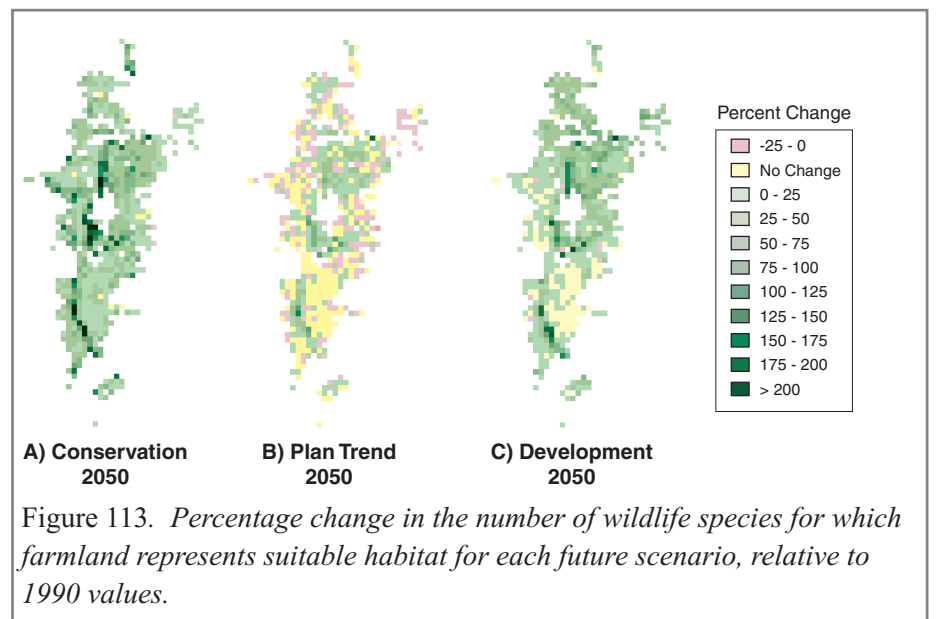 Percent Change
-25 - 0
No Change
0 - 25
25 - 50
50 - 75
75 - 100
100 - 125
125 - 150
150 - 175
175 - 200
> 200
A) Conservation
2050
B) Plan Trend
2050
C) Development
2050
Figure 113. Percentage change in the number of wildlife species for which
farmland represents suitable habitat for each future scenario, relative to
1990 values.